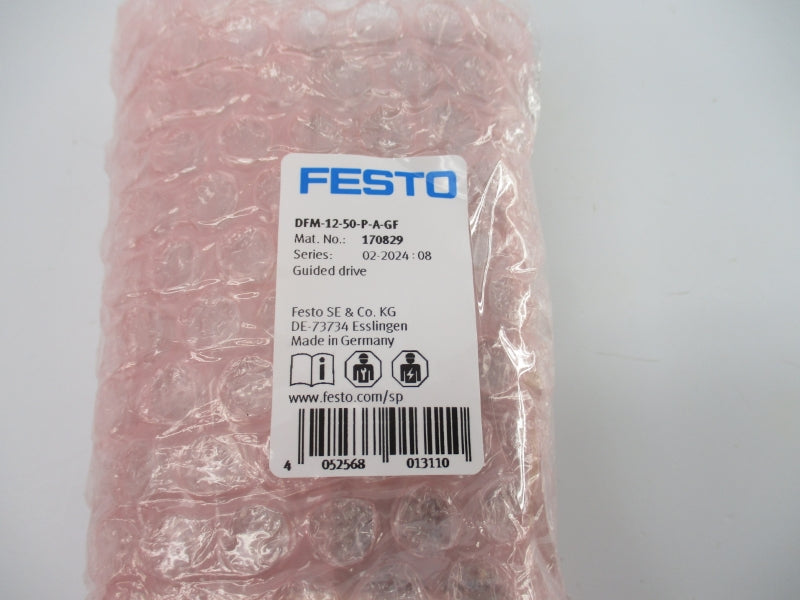 FESTO
DFM-12-50-P-A-GF
Mat. No.: 170829
Series: 02-2024:08
Guided drive
Festo SE & Co. KG
DE-73734 Esslingen
Made in Germany
www.festo.com/sp
4 052568 013110